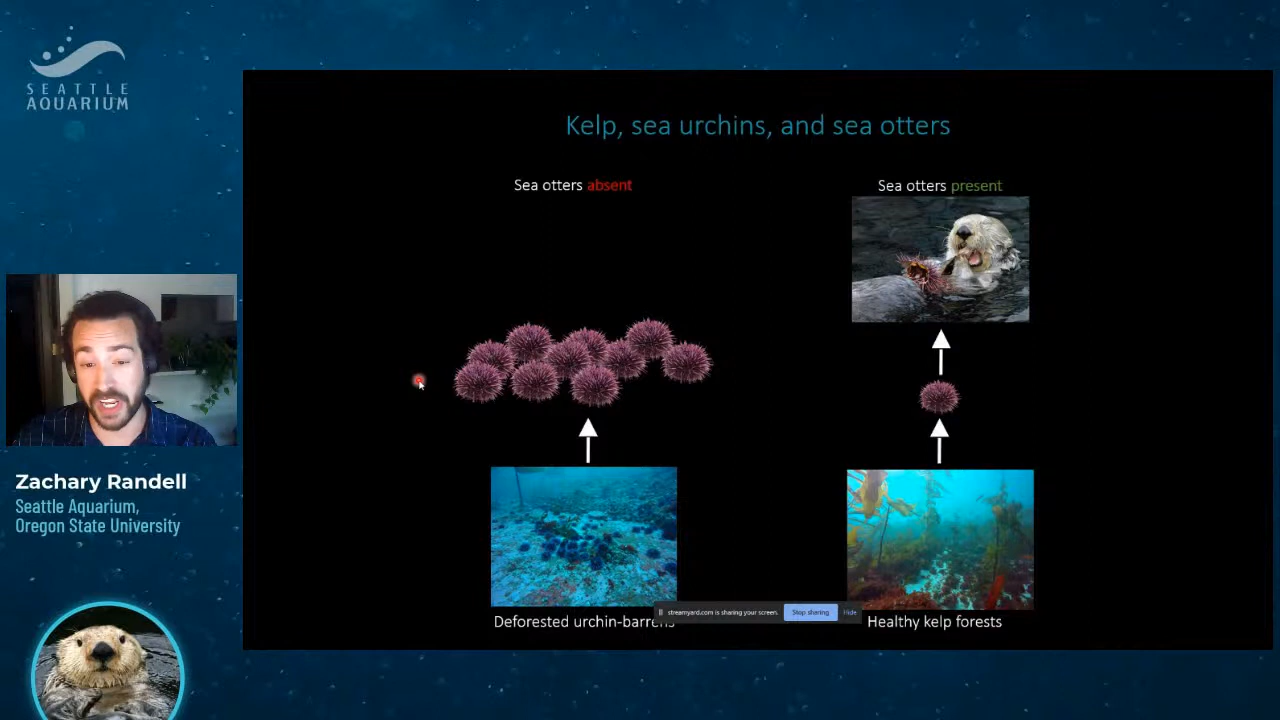 SEATTLE
AQUARIUM
Kelp, sea urchins, and sea otters
Sea otters absent
Sea otters present
Zachary Randell
Seattle Aquarium,
Oregon State University
streamyard.com is sharing your screen.
Stop sharing
Hide
Deforested urchin-barrens
Healthy kelp forests